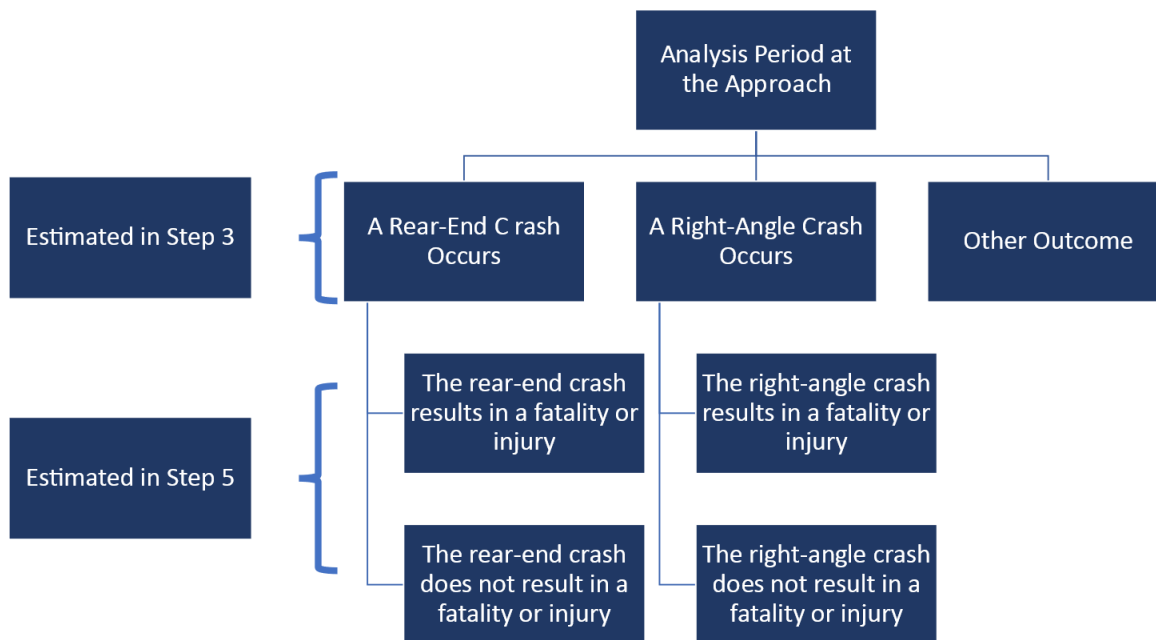 Analysis Period at
the Approach
Estimated in Step 3
A Rear-End C rash
Occurs
A Right-Angle Crash
Occurs
Other Outcome
Estimated in Step 5
The rear-end crash
results in a fatality or
injury
The right-angle crash
results in a fatality or
injury
The rear-end crash
does not result in a
fatality or injury
The right-angle crash
does not result in a
fatality or injury